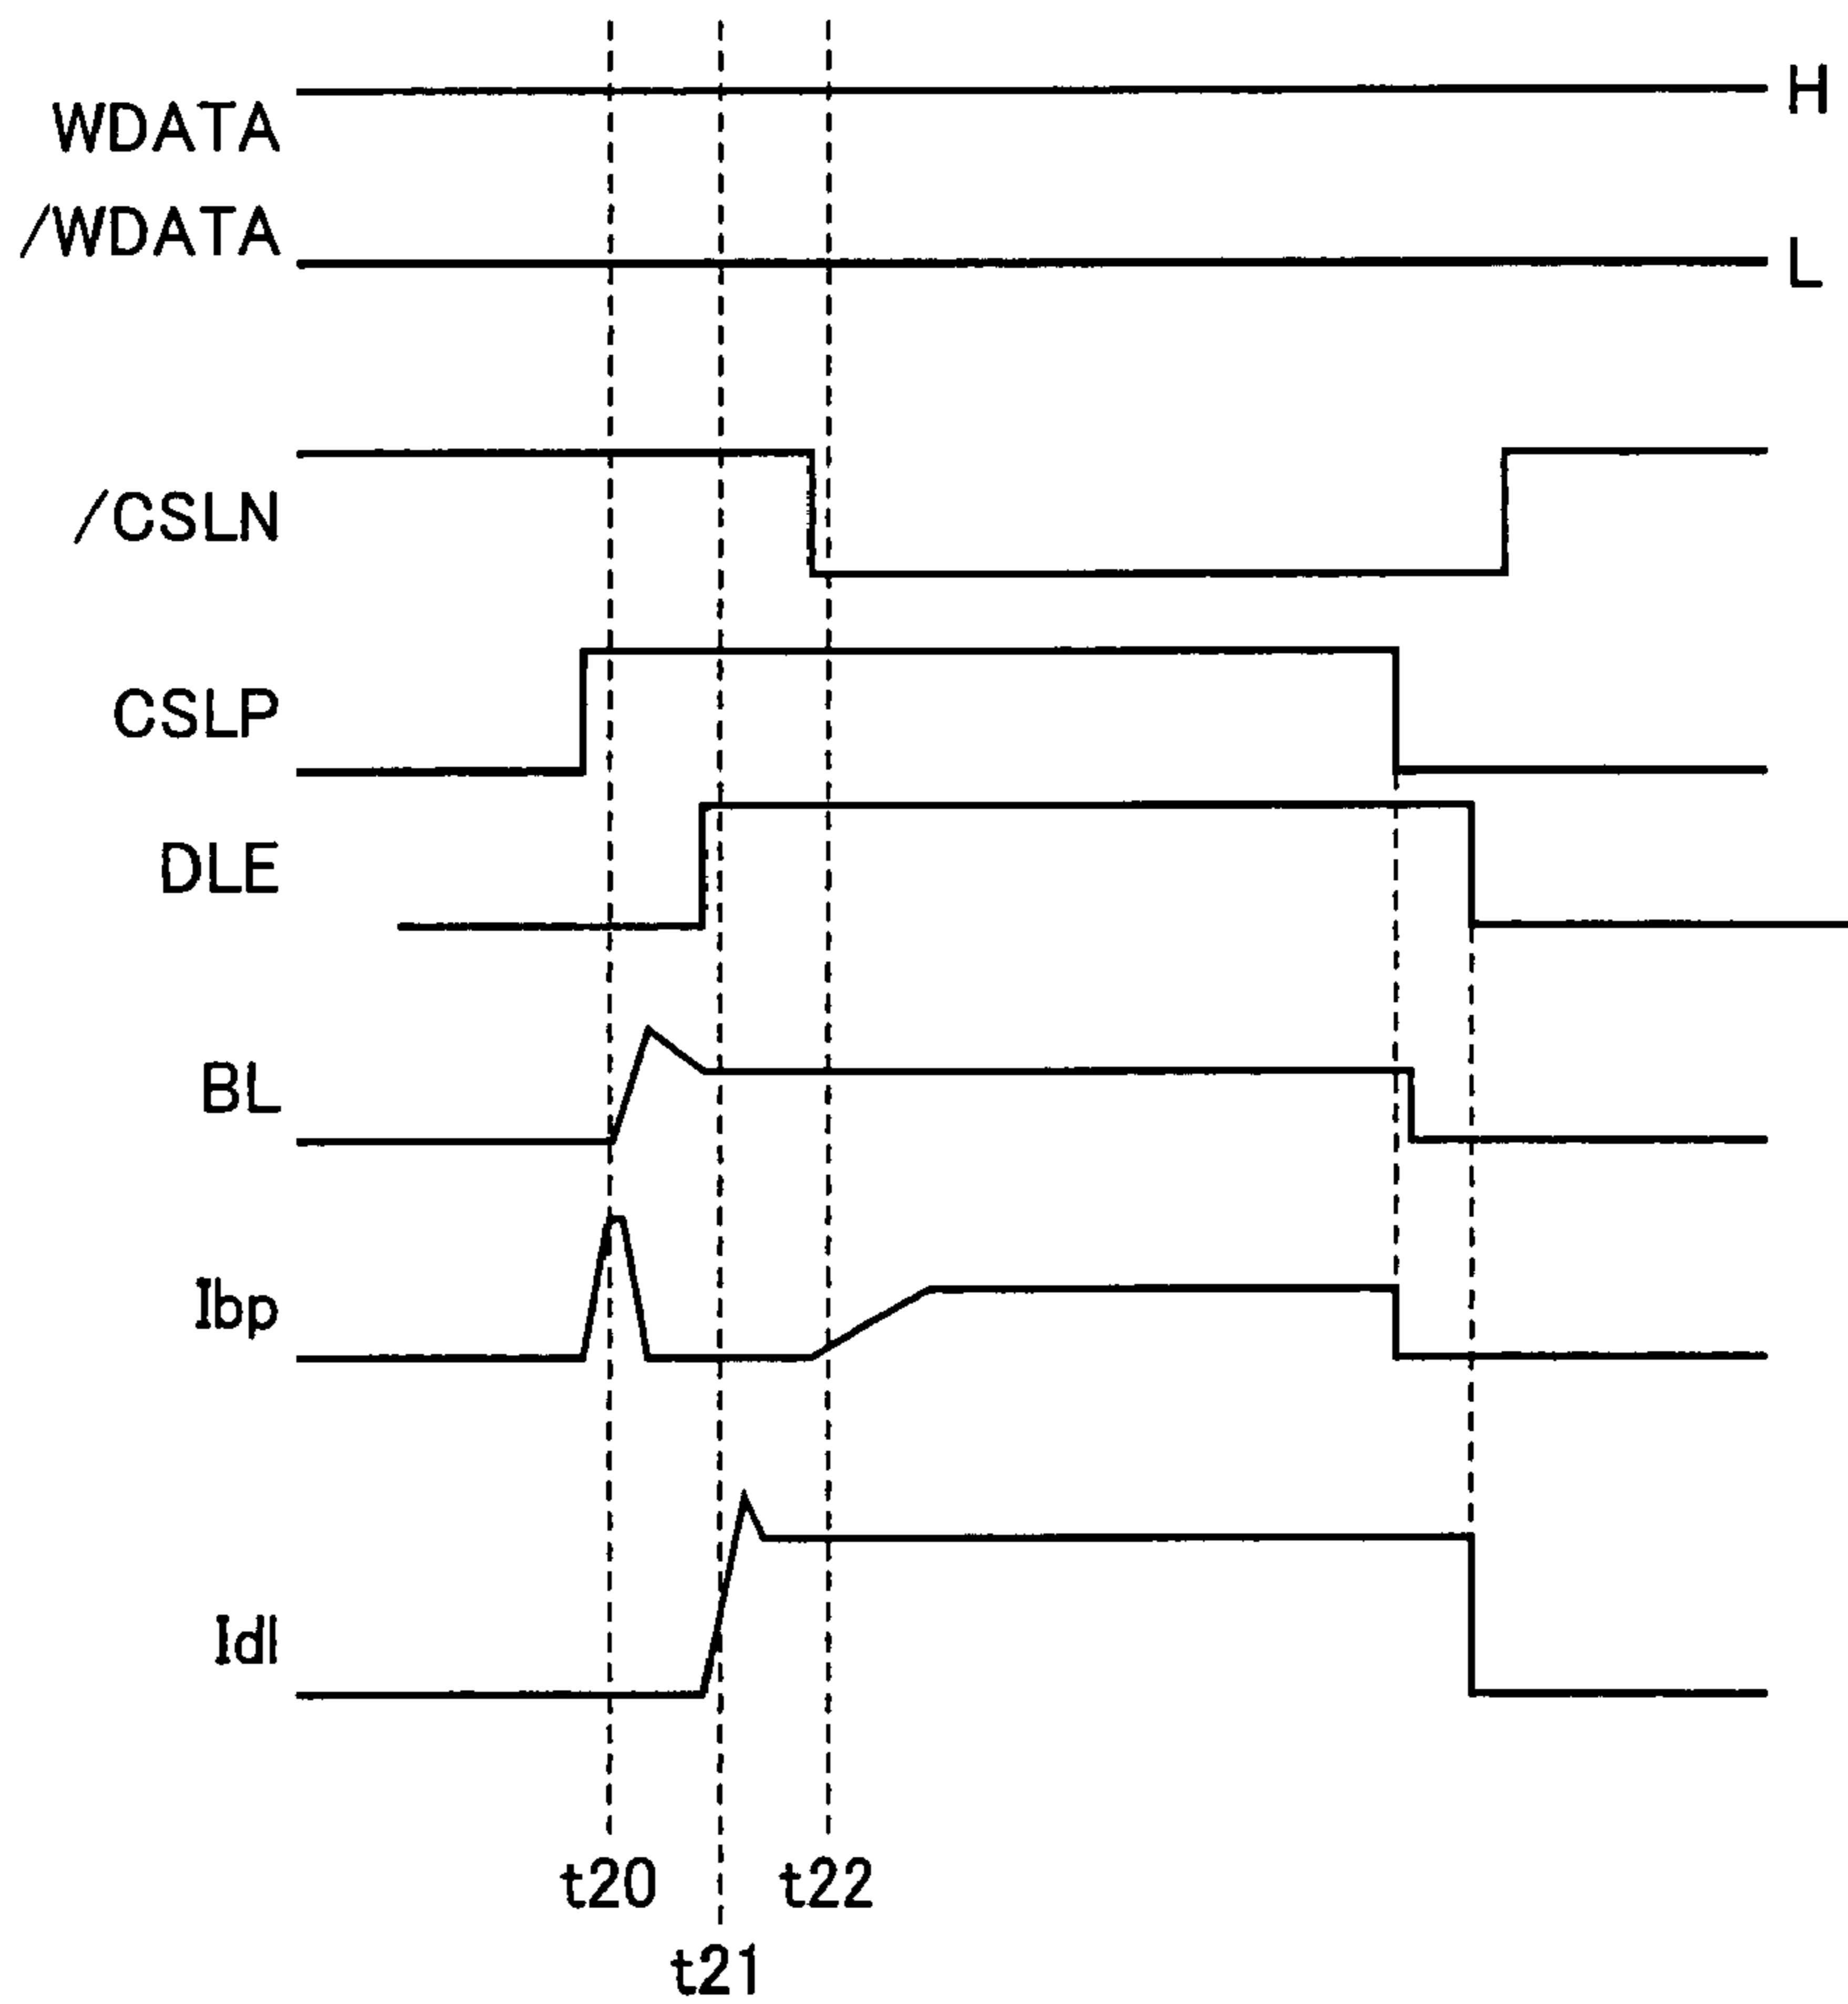 WDATA
H
/WDATA
L
/CSLN
CSLP
DLE
BL
Ibp
Idl
t20
t22
t21